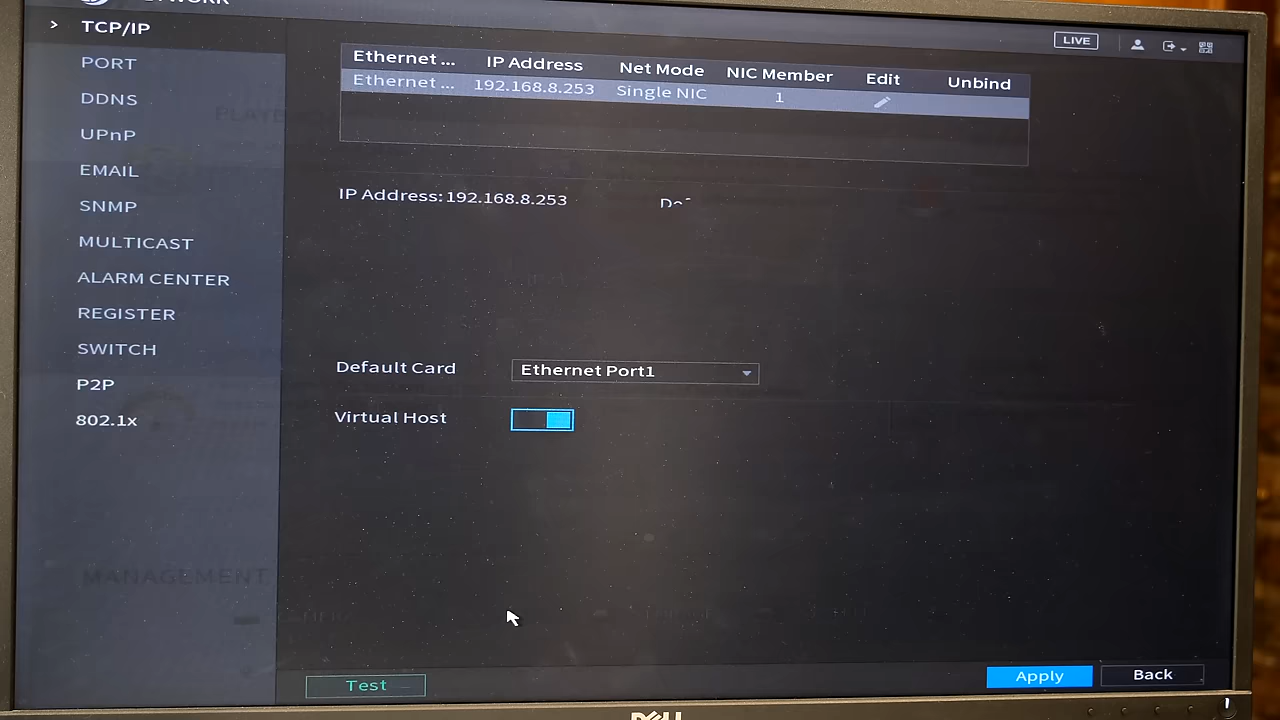 TCP/IP
PORT
DDNS
UPnP
EMAIL
SNMP
MULTICAST
ALARM CENTER
REGISTER
SWITCH
P2P
802.1x
LIVE
Ethernet ... IP Address Net Mode NIC Member Edit Unbind
Ethernet ... 192.168.8.253 Single NIC 1
IP Address:192.168.8.253
Default Card Ethernet Port1
Virtual Host
MANAGEMENT
Test Apply Back
DELL